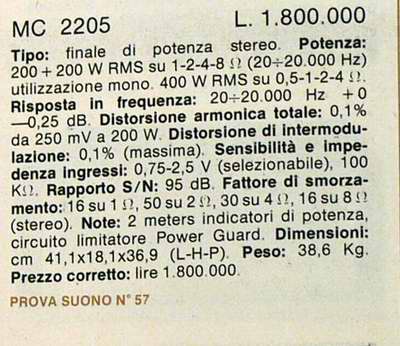 MC 2205 L. 1.800.000
Tipo: finale di potenza stereo. Potenza:
200 + 200 W RMS su 1-2-4-8 Ω (20÷20.000 Hz)
utilizzazione mono. 400 W RMS su 0,5-1-2-4 Ω.
Risposta in frequenza: 20÷20.000 Hz +0
—0,25 dB. Distorsione armonica totale: 0,1%
da 250 mV a 200 W. Distorsione di intermodu-
lazione: 0,1% (massima). Sensibilità e impe-
denza ingressi: 0,75-2,5 V (selezionabile), 100
KΩ. Rapporto S/N: 95 dB. Fattore di smorza-
mento: 16 su 1 Ω, 50 su 2 Ω, 30 su 4 Ω, 16 su 8 Ω
(stereo). Note: 2 meters indicatori di potenza,
circuito limitatore Power Guard. Dimensioni:
cm 41,1x18,1x36,9 (L-H-P). Peso: 38,6 Kg.
Prezzo corretto: lire 1.800.000.
PROVA SUONO N° 57